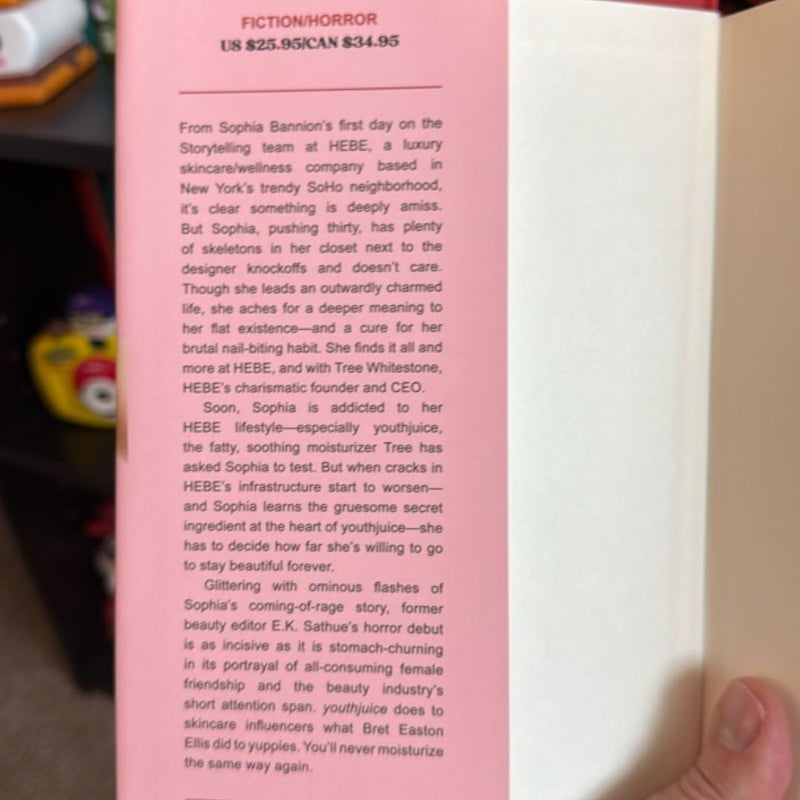 FICTION/HORROR
US $25.95/CAN $34.95
From Sophia Bannion's first day on the
Storytelling team at HEBE, a luxury
skincare/wellness company based in
New York's trendy SoHo neighborhood,
it's clear something is deeply amiss.
But Sophia, pushing thirty, has plenty
of skeletons in her closet next to the
designer knockoffs and doesn't care.
Though she leads an outwardly charmed
life, she aches for a deeper meaning to
her flat existence—and a cure for her
brutal nail-biting habit. She finds it all and
more at HEBE, and with Tree Whitestone,
HEBE's charismatic founder and CEO.
Soon, Sophia is addicted to her
HEBE lifestyle—especially youthjuice,
the fatty, soothing moisturizer Tree has
asked Sophia to test. But when cracks in
HEBE's infrastructure start to worsen—
and Sophia learns the gruesome secret
ingredient at the heart of youthjuice—she
has to decide how far she's willing to go
to stay beautiful forever.
Glittering with ominous flashes of
Sophia's coming-of-rage story, former
beauty editor E.K. Sathue's horror debut
is as incisive as it is stomach-churning
in its portrayal of all-consuming female
friendship and the beauty industry's
short attention span. youthjuice does to
skincare influencers what Bret Easton
Ellis did to yuppies. You'll never moisturize
the same way again.